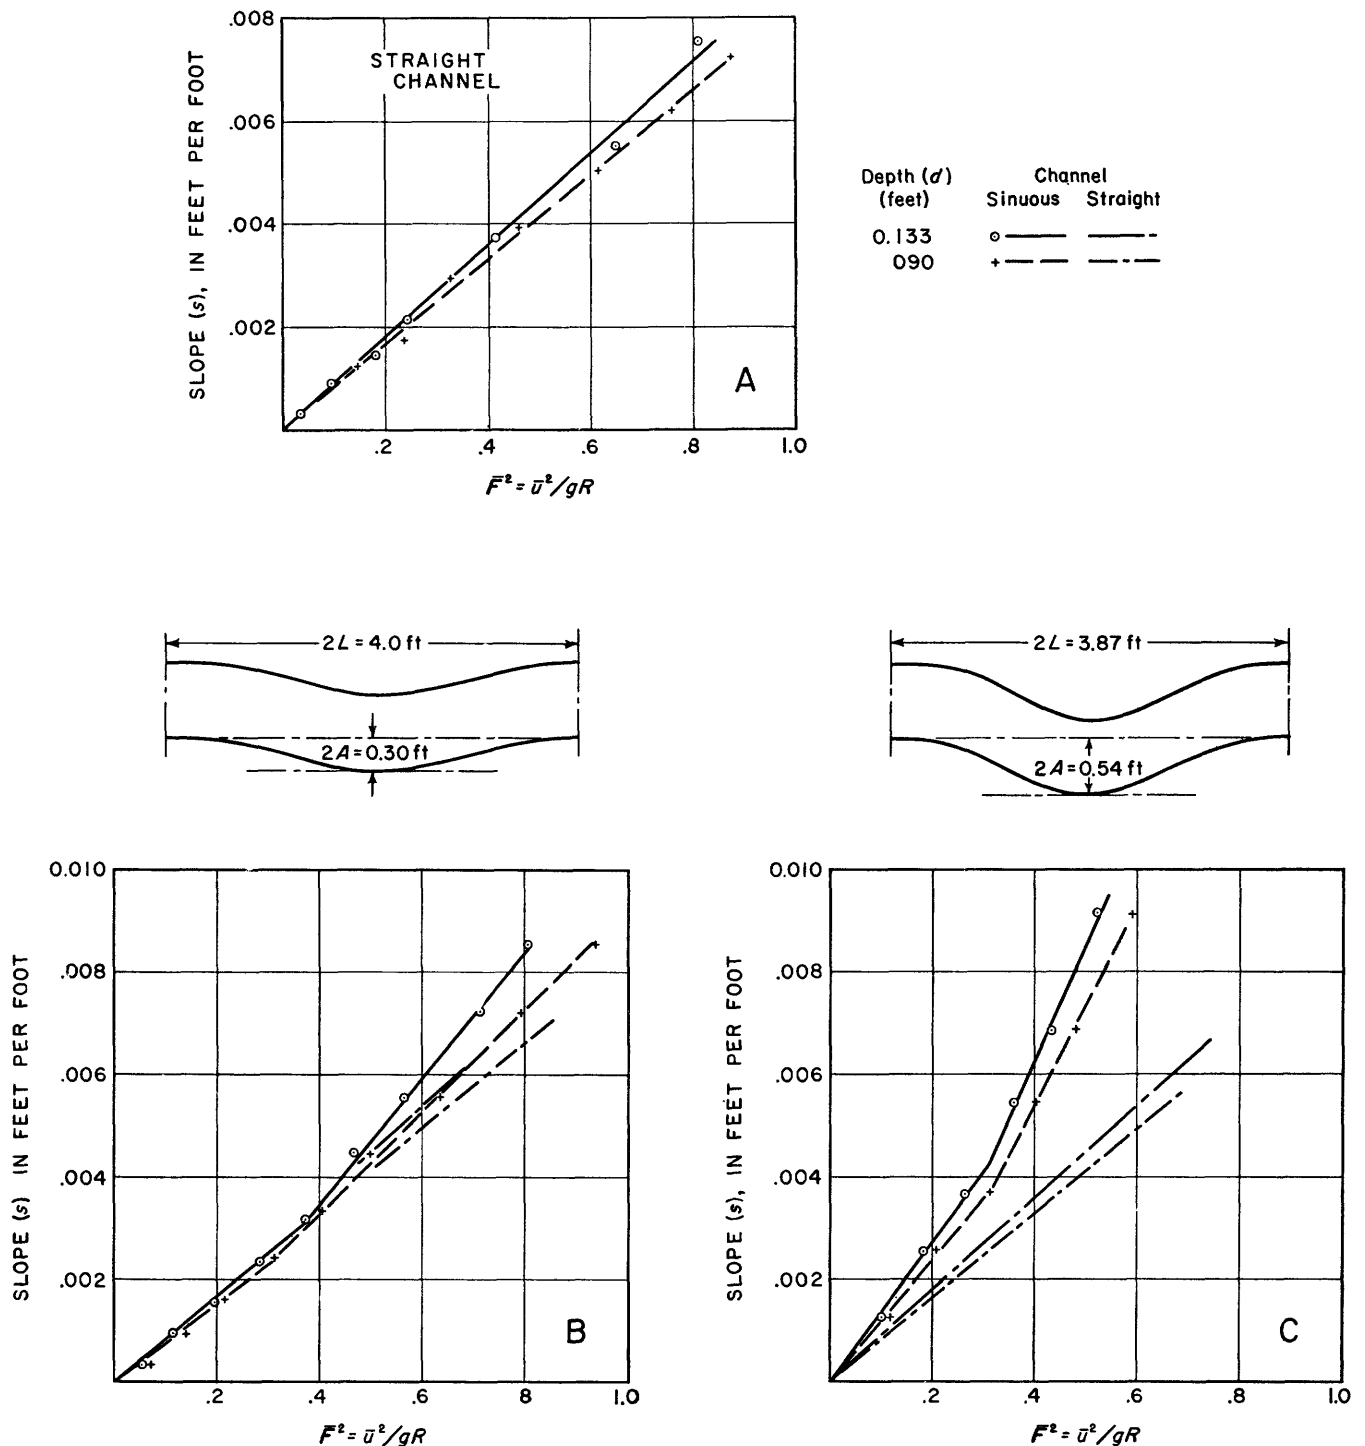 .008
.006
.004
.002
SLOPE (s), IN FEET PER FOOT
STRAIGHT
CHANNEL
A
.2 .4 .6 .8 1.0
F̅² = u̅²/gR
Depth (d) Channel
(feet) Sinuous Straight
0.133
090
2L = 4.0 ft
2A = 0.30 ft
2L = 3.87 ft
2A = 0.54 ft
0.010
.008
.006
.004
.002
SLOPE (s) IN FEET PER FOOT
B
.2 .4 .6 .8 1.0
F̅² = u̅²/gR
0.010
.008
.006
.004
.002
SLOPE (s), IN FEET PER FOOT
C
.2 .4 .6 .8 1.0
F̅² = u̅²/gR